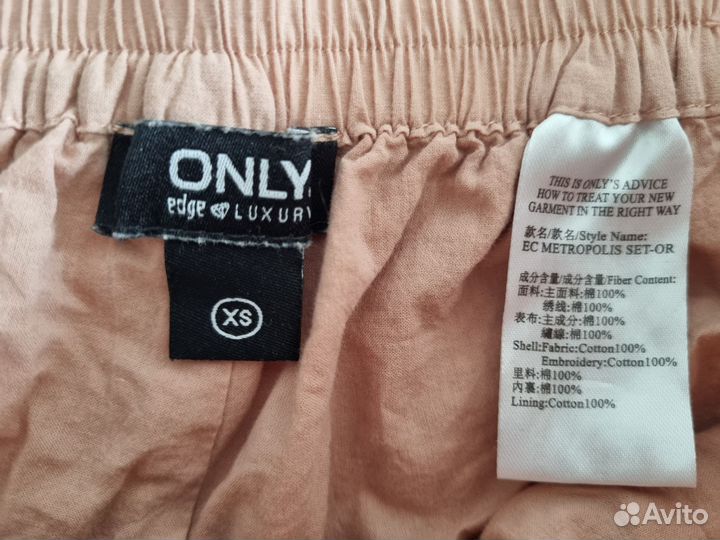 ONLY
edge LUXURY
XS
THIS IS ONLY'S ADVICE
HOW TO TREAT YOUR NEW
GARMENT IN THE RIGHT WAY
款名/款名/Style Name:
EC METROPOLIS SET-OR
成分含量/成分含量/Fiber Content:
面料:主面料:棉100%
绣线:棉100%
表布:主成分:棉100%
繡線:棉100%
Shell:Fabric:Cotton100%
Embroidery:Cotton100%
里料:棉100%
內裏:棉100%
Lining:Cotton100%
Avito